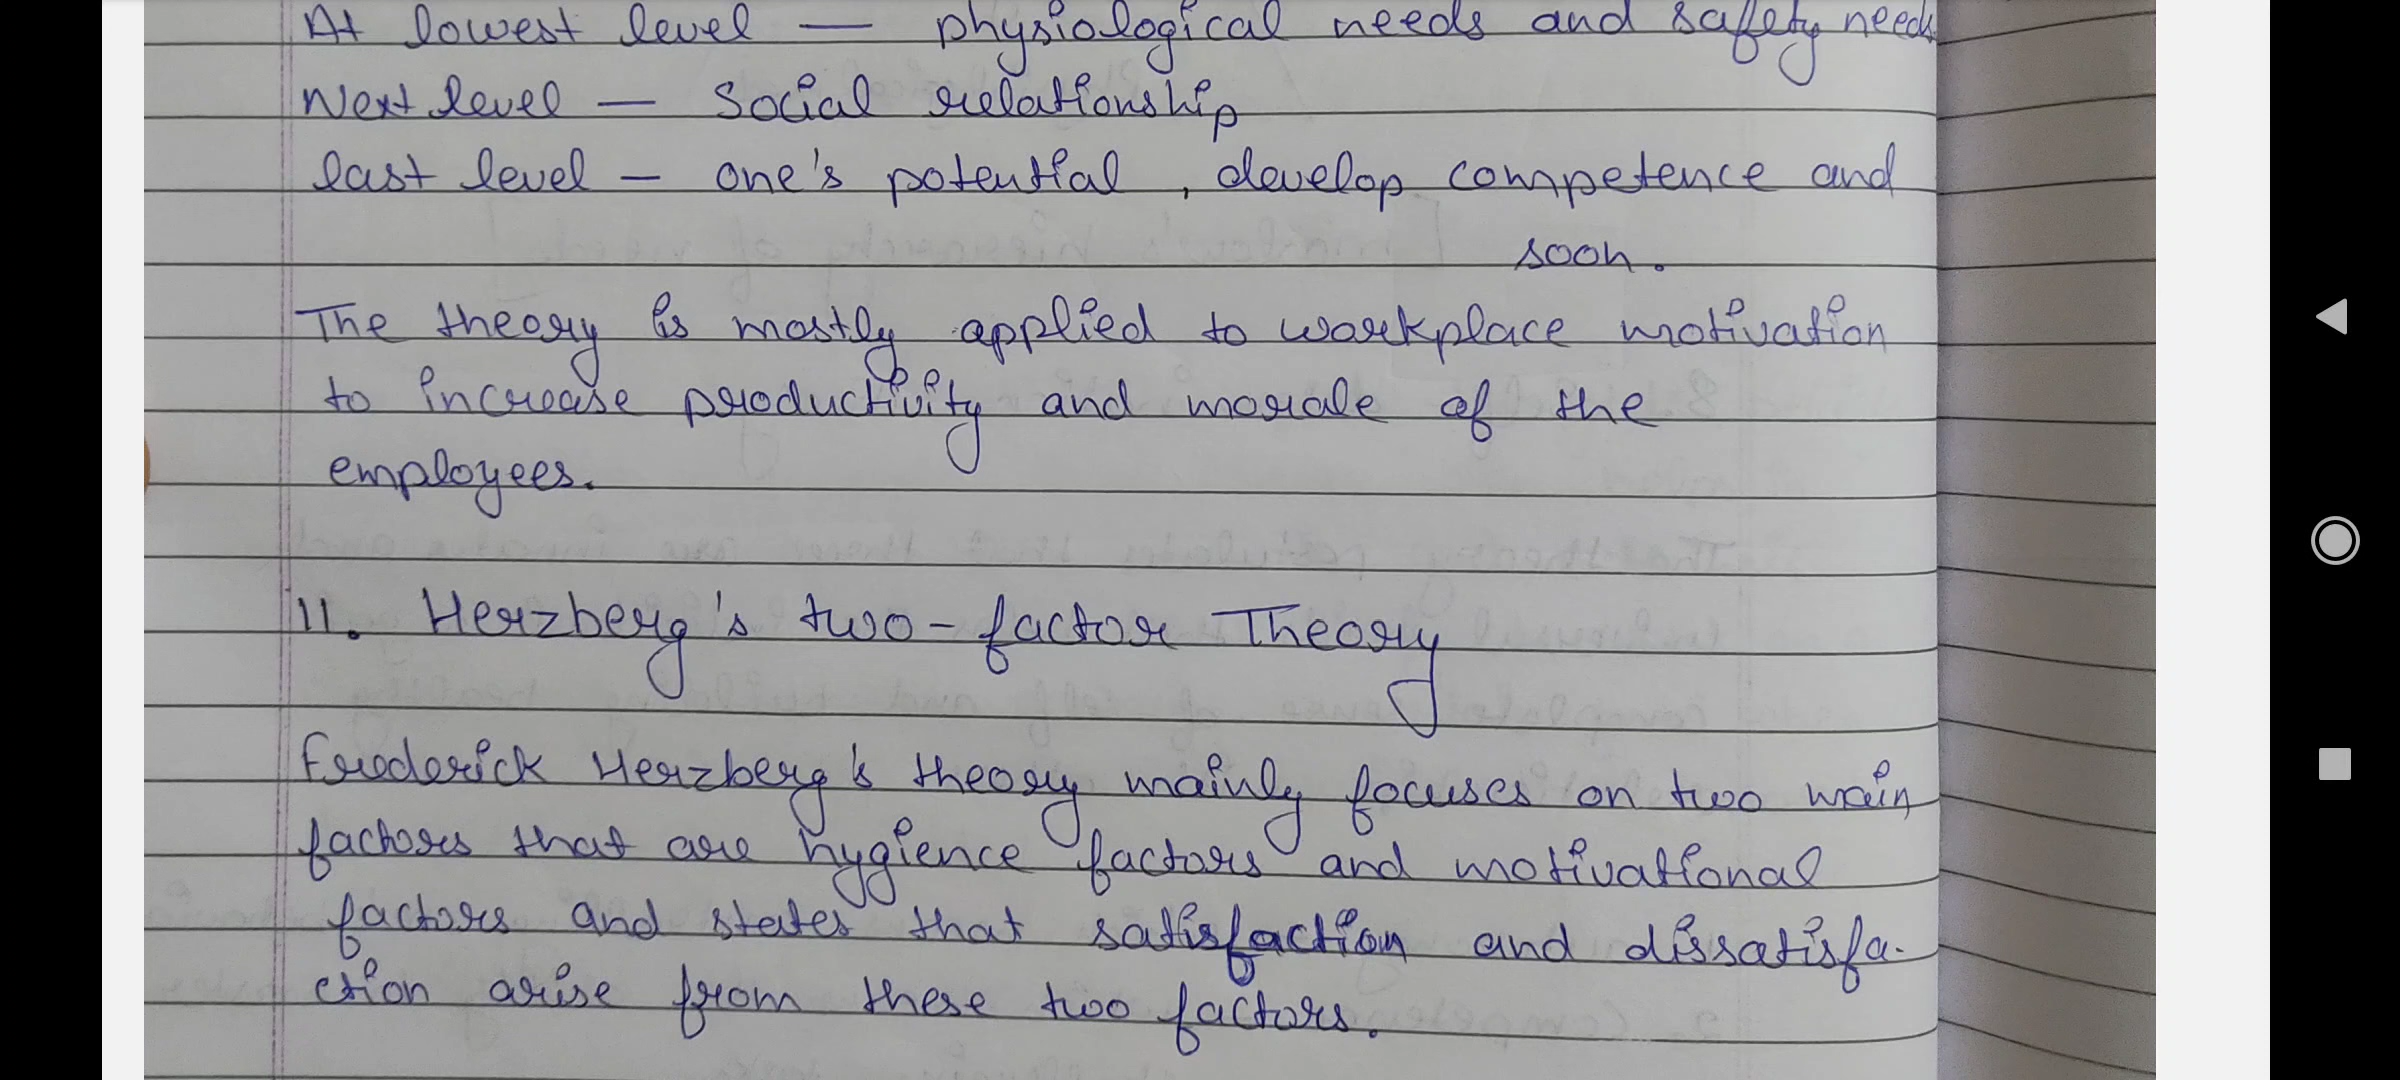 At lowest level — physiological needs and safety needs
Next level — Social relationship
last level — one's potential, develop competence and
soon.
The theory is mostly applied to workplace motivation
to increase productivity and morale of the
employees.
11. Herzberg's two-factor Theory
Frederick Herzberg's theory mainly focuses on two main
factors that are hygience factors and motivational
factors and states that satisfaction and dissatisfa-
ction arise from these two factors.